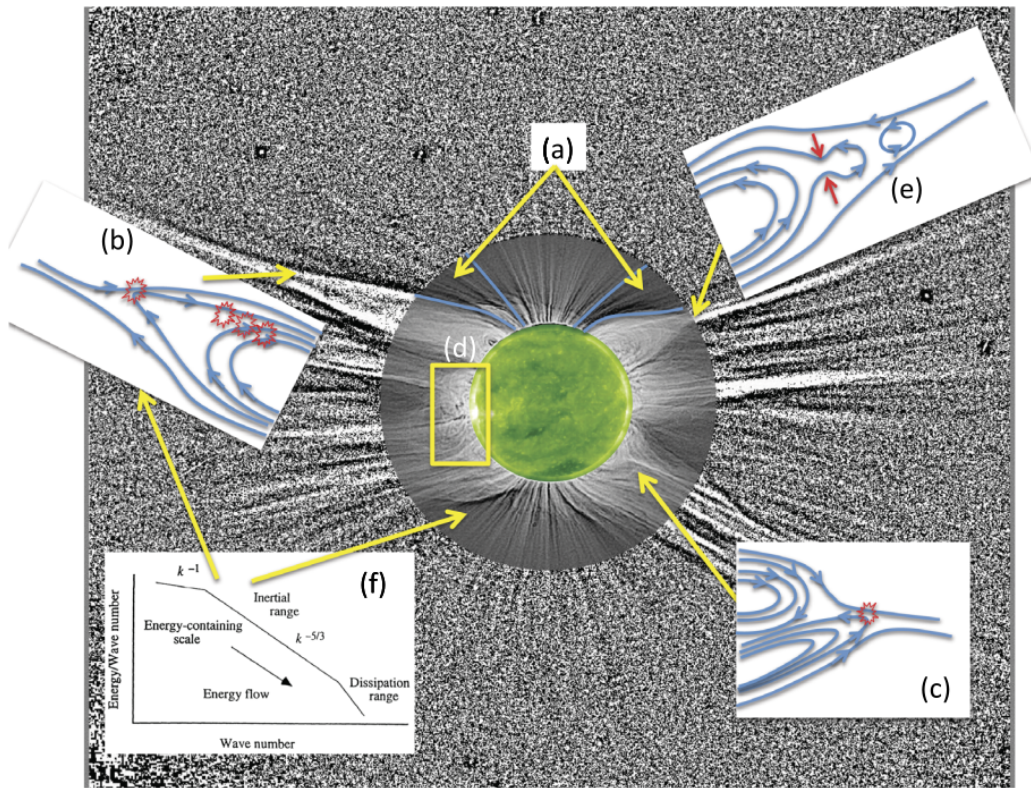 (a)
(e)
(b)
(d)
(f)
k⁻¹
Inertial
range
Energy-containing
scale
k⁻⁵/³
Energy flow
Dissipation
range
Energy/Wave number
Wave number
(c)